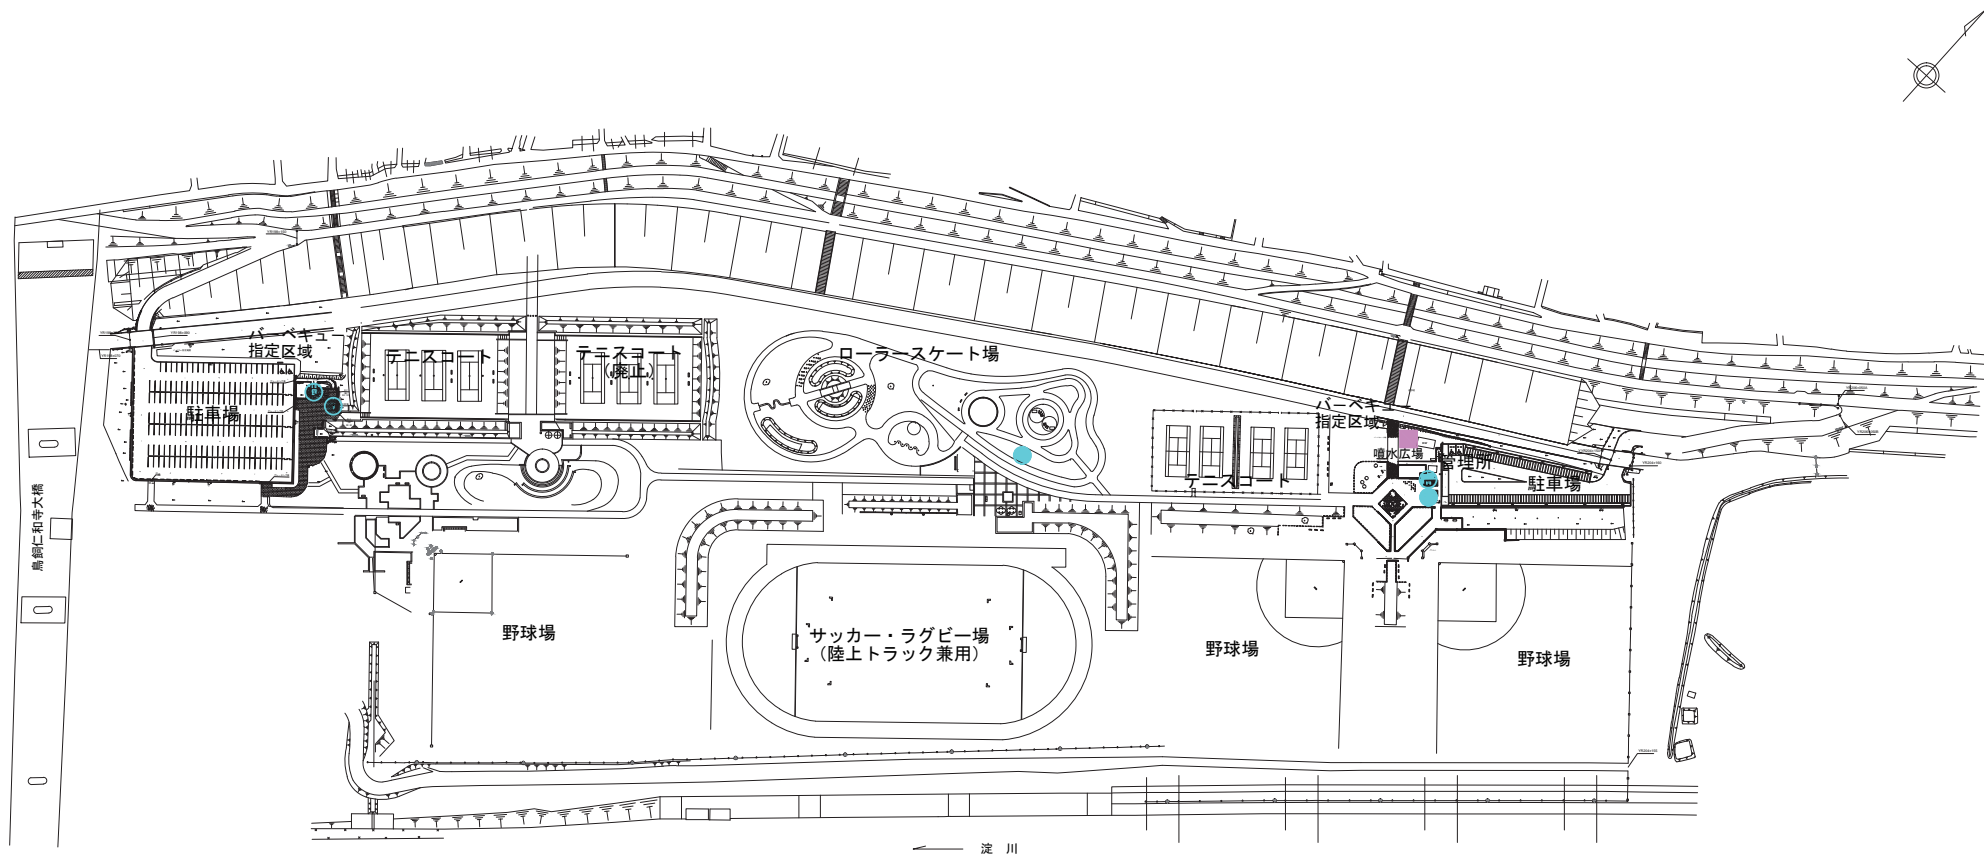 バーベキュー
指定区域
テニスコート
テニスコート
（廃止）
ローラースケート場
駐車場
バーベキュー
指定区域
噴水広場
管理所
テニスコート
駐車場
鳥飼仁和寺大橋
野球場
サッカー・ラグビー場
（陸上トラック兼用）
野球場
野球場
淀 川